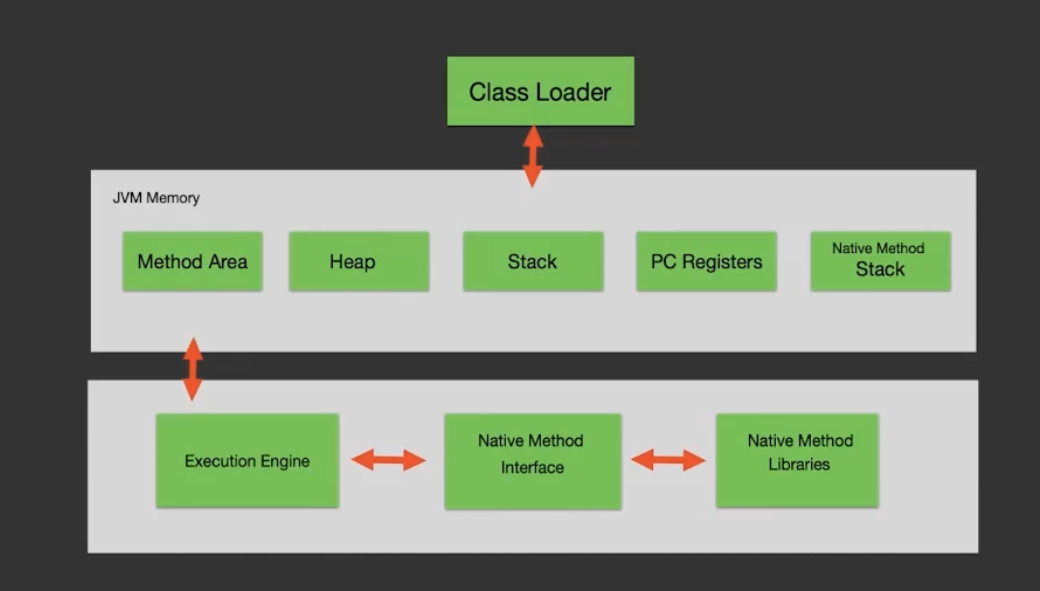 Class Loader
JVM Memory
Method Area
Heap
Stack
PC Registers
Native Method
Stack
Execution Engine
Native Method
Interface
Native Method
Libraries